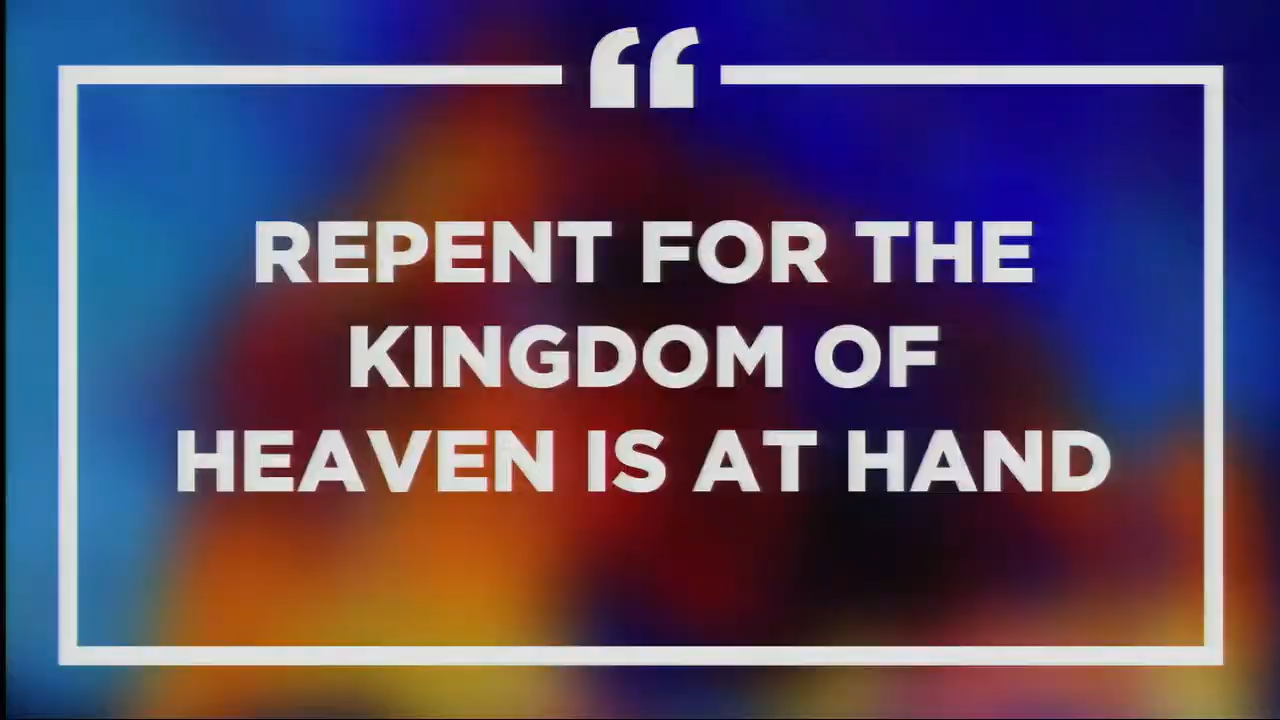 “
REPENT FOR THE
KINGDOM OF
HEAVEN IS AT HAND